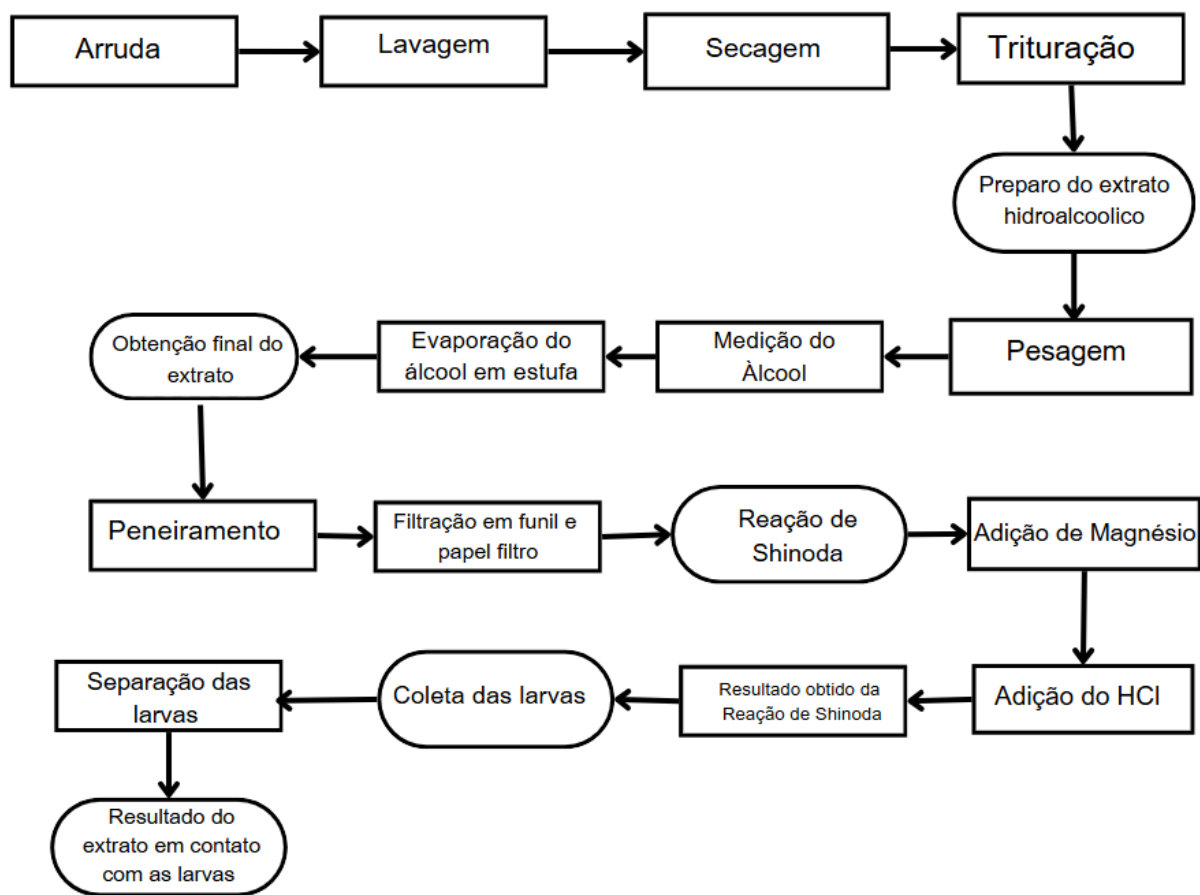 Arruda
Lavagem
Secagem
Trituração
Preparo do extrato
hidroalcoolico
Pesagem
Medição do
Àlcool
Evaporação do
álcool em estufa
Obtenção final do
extrato
Peneiramento
Filtração em funil e
papel filtro
Reação de
Shinoda
Adição de Magnésio
Adição do HCl
Resultado obtido da
Reação de Shinoda
Coleta das larvas
Separação das
larvas
Resultado do
extrato em contato
com as larvas